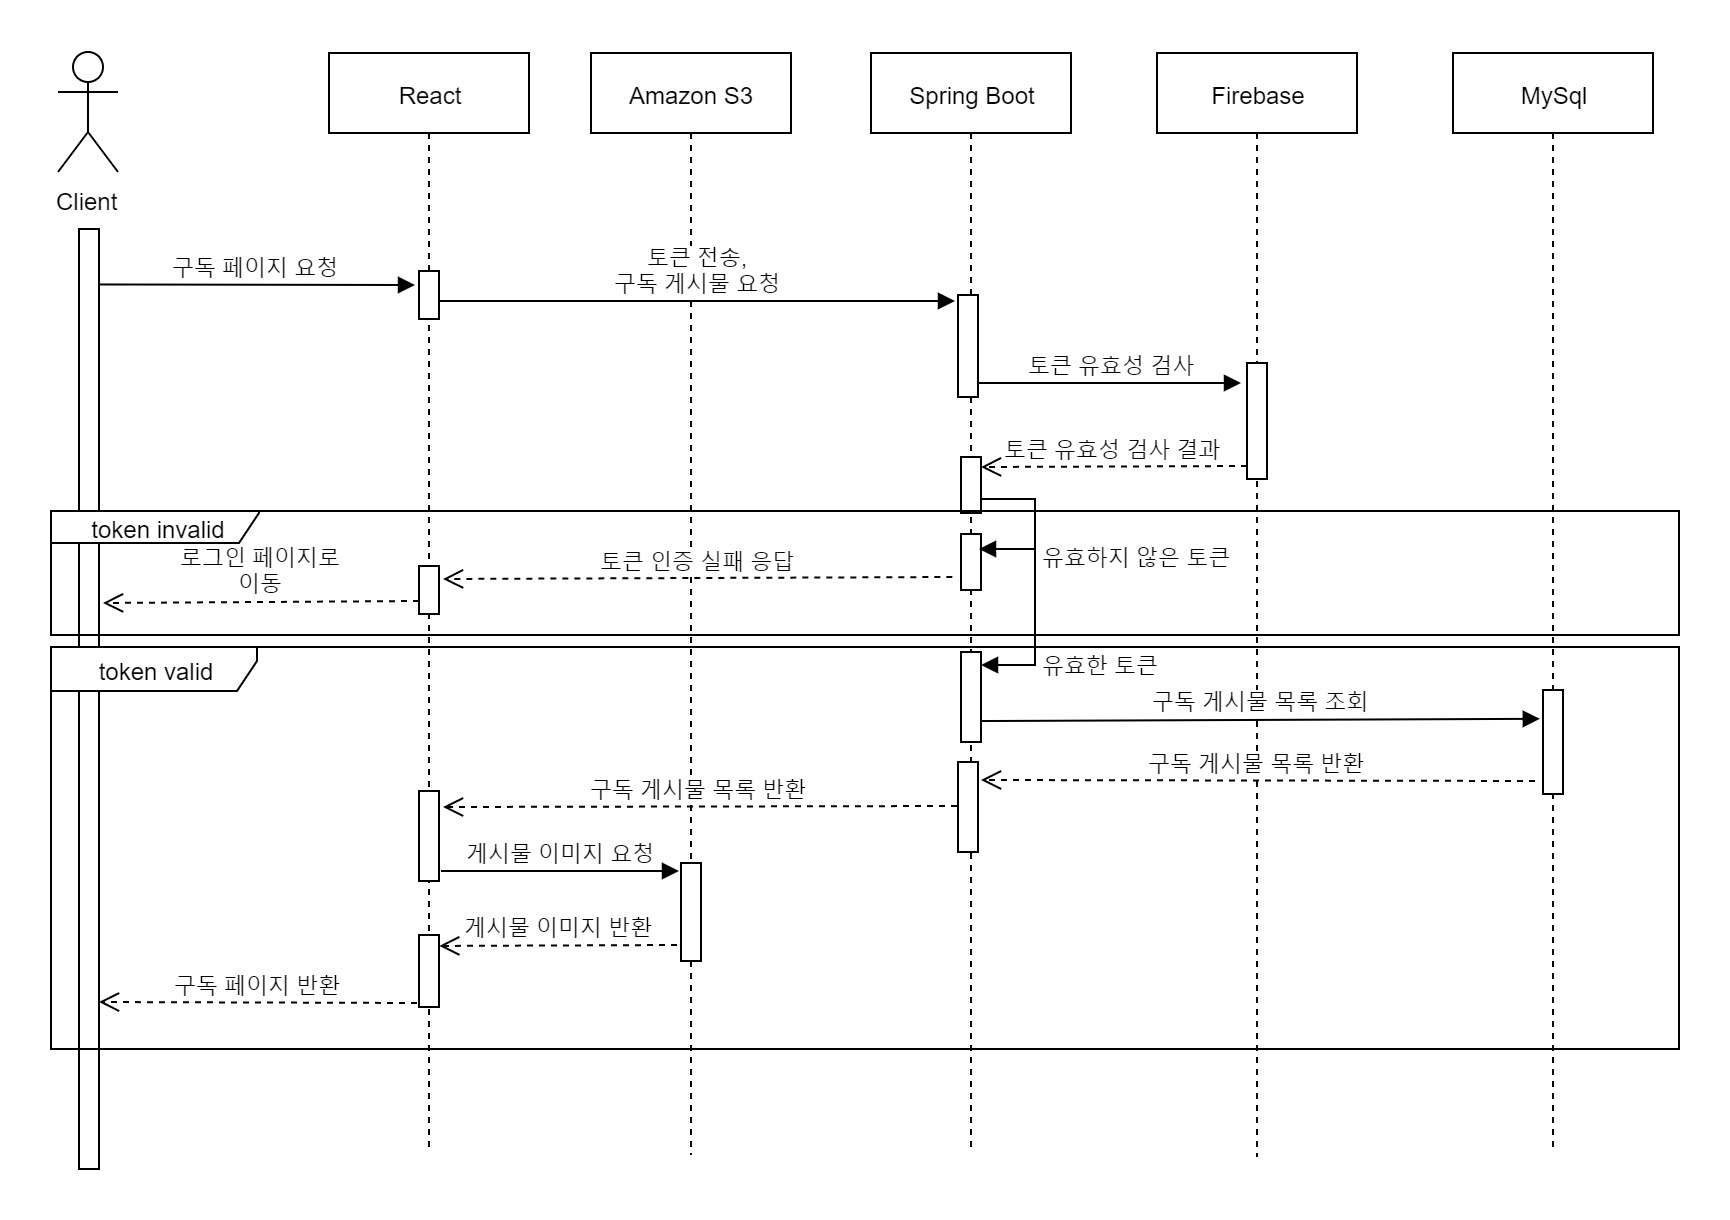 React
Amazon S3
Spring Boot
Firebase
MySql
Client
구독 페이지 요청
토큰 전송,
구독 게시물 요청
토큰 유효성 검사
토큰 유효성 검사 결과
token invalid
로그인 페이지로
이동
토큰 인증 실패 응답
유효하지 않은 토큰
token valid
유효한 토큰
구독 게시물 목록 조회
구독 게시물 목록 반환
구독 게시물 목록 반환
게시물 이미지 요청
게시물 이미지 반환
구독 페이지 반환